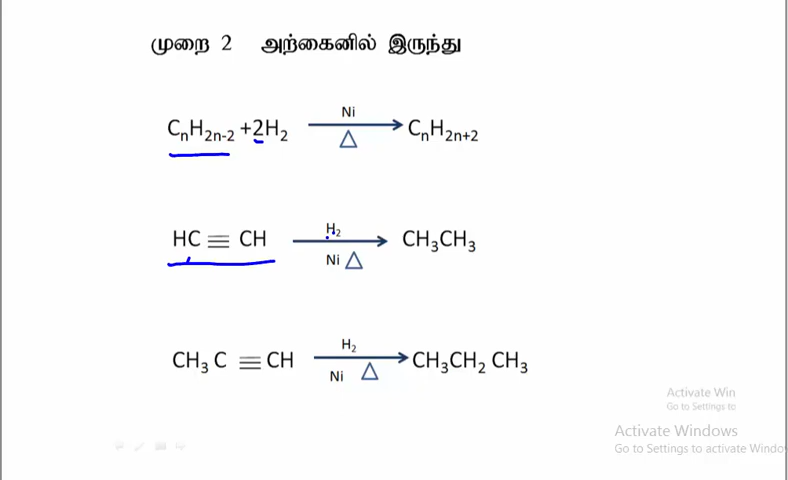 முறை 2 அற்கைனில் இருந்து
Ni
CₙH₂ₙ₋₂ +2H₂ ⟶ CₙH₂ₙ₊₂
△
H₂
HC ≡ CH ⟶ CH₃CH₃
Ni △
H₂
CH₃ C ≡ CH ⟶ CH₃CH₂ CH₃
Ni △
Activate Win
Go to Settings to
Activate Windows
Go to Settings to activate Windo